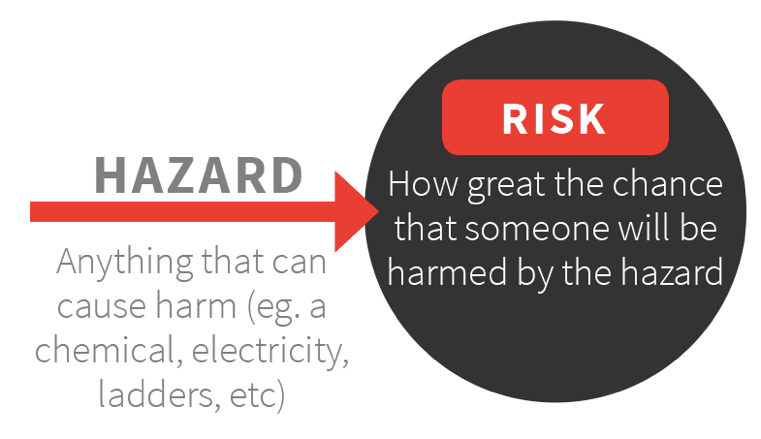 HAZARD
Anything that can
cause harm (eg. a
chemical, electricity,
ladders, etc)
RISK
How great the chance
that someone will be
harmed by the hazard